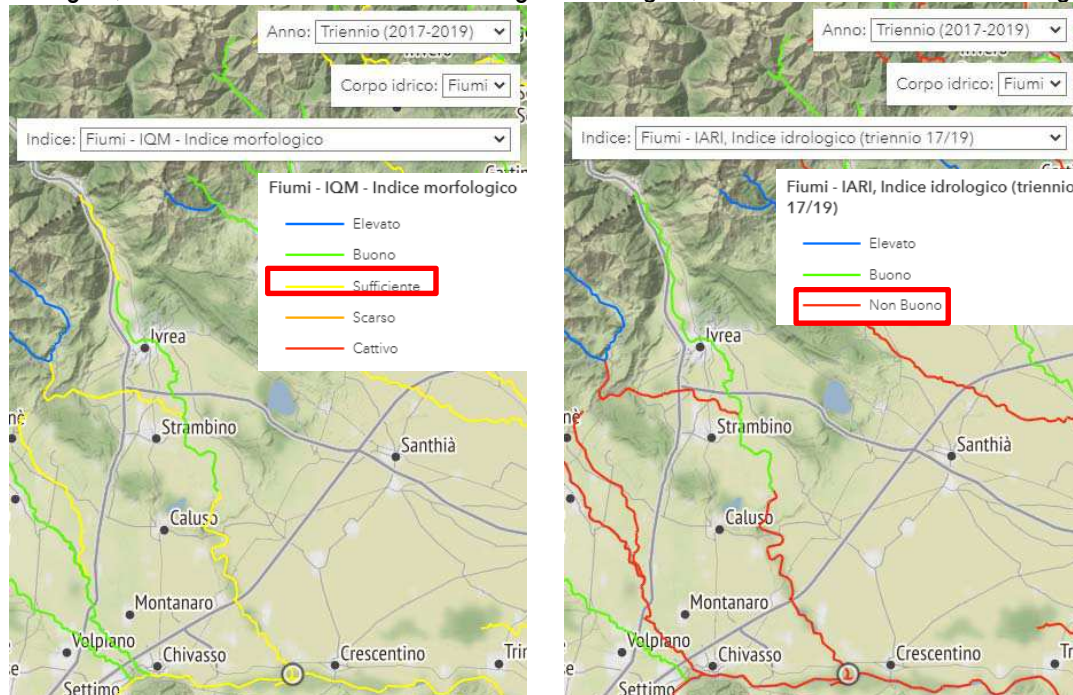 Anno: Triennio (2017-2019)
Corpo idrico: Fiumi
Indice: Fiumi - IQM - Indice morfologico
Fiumi - IQM - Indice morfologico
Elevato
Buono
Sufficiente
Scarso
Cattivo
Ivrea
Strambino
Santhià
Caluso
Montanaro
Volpiano
Chivasso
Crescentino
Settimo
Anno: Triennio (2017-2019)
Corpo idrico: Fiumi
Indice: Fiumi - IARI, Indice idrologico (triennio 17/19)
Fiumi - IARI, Indice idrologico (triennio
17/19)
Elevato
Buono
Non Buono
Ivrea
Strambino
Santhià
Caluso
Montanaro
Volpiano
Chivasso
Crescentino
Settimo